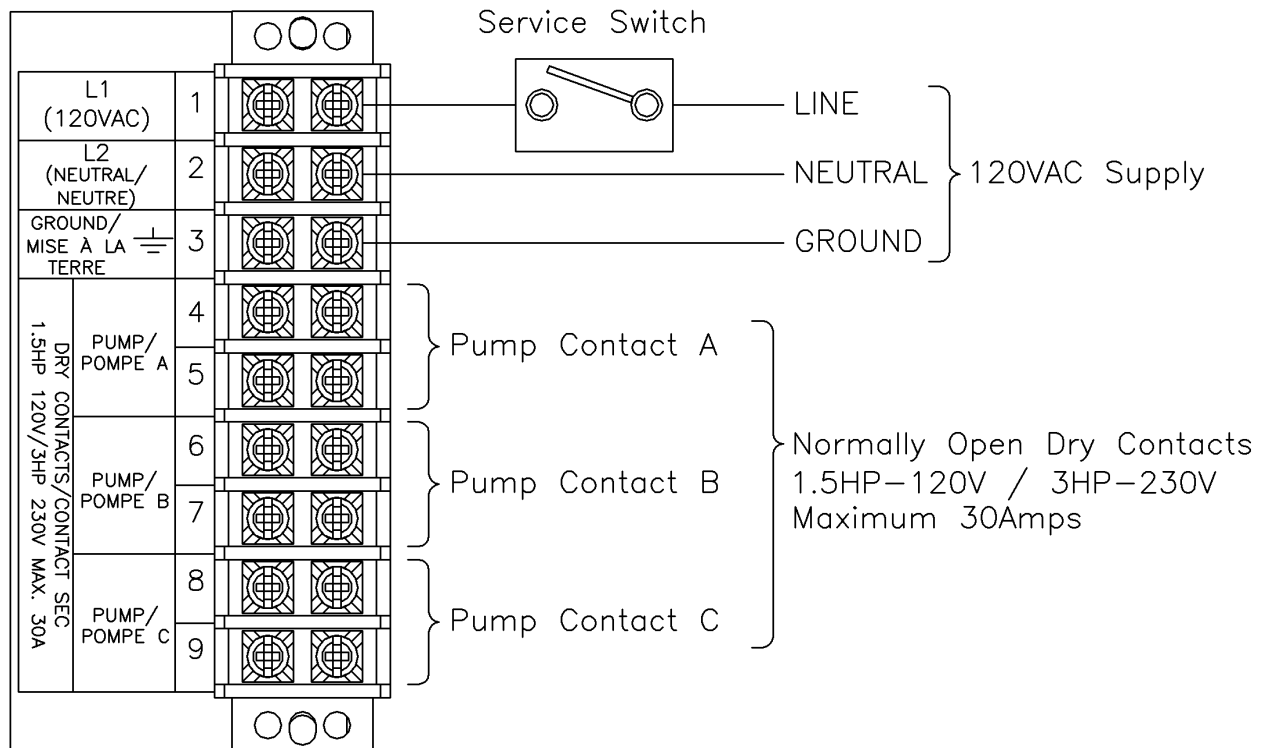 Service Switch
L1
(120VAC)
1
LINE
L2
(NEUTRAL/
NEUTRE)
2
NEUTRAL
120VAC Supply
GROUND/
MISE À LA
TERRE
3
GROUND
DRY CONTACTS/CONTACT SEC
1.5HP 120V/3HP 230V MAX. 30A
PUMP/
POMPE A
4
5
Pump Contact A
PUMP/
POMPE B
6
7
Pump Contact B
PUMP/
POMPE C
8
9
Pump Contact C
Normally Open Dry Contacts
1.5HP-120V / 3HP-230V
Maximum 30Amps